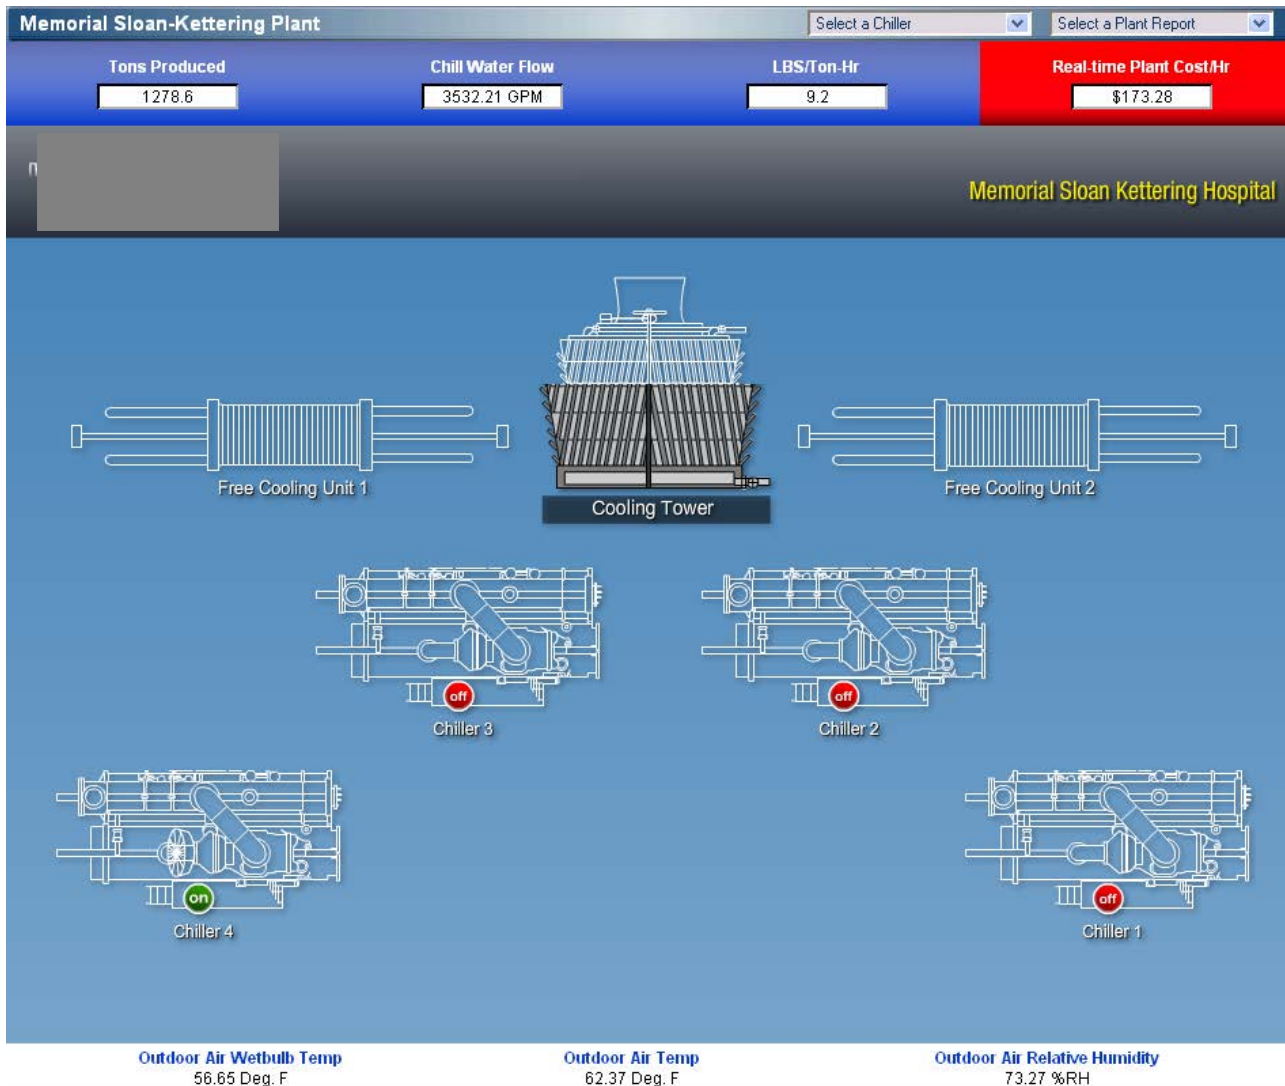 Memorial Sloan-Kettering Plant
Select a Chiller
Select a Plant Report
Tons Produced
Chill Water Flow
LBS/Ton-Hr
Real-time Plant Cost/Hr
1278.6
3532.21 GPM
9.2
$173.28
Memorial Sloan Kettering Hospital
Free Cooling Unit 1
Free Cooling Unit 2
Cooling Tower
off
off
Chiller 3
Chiller 2
on
off
Chiller 4
Chiller 1
Outdoor Air Wetbulb Temp
Outdoor Air Temp
Outdoor Air Relative Humidity
56.65 Deg. F
62.37 Deg. F
73.27 %RH